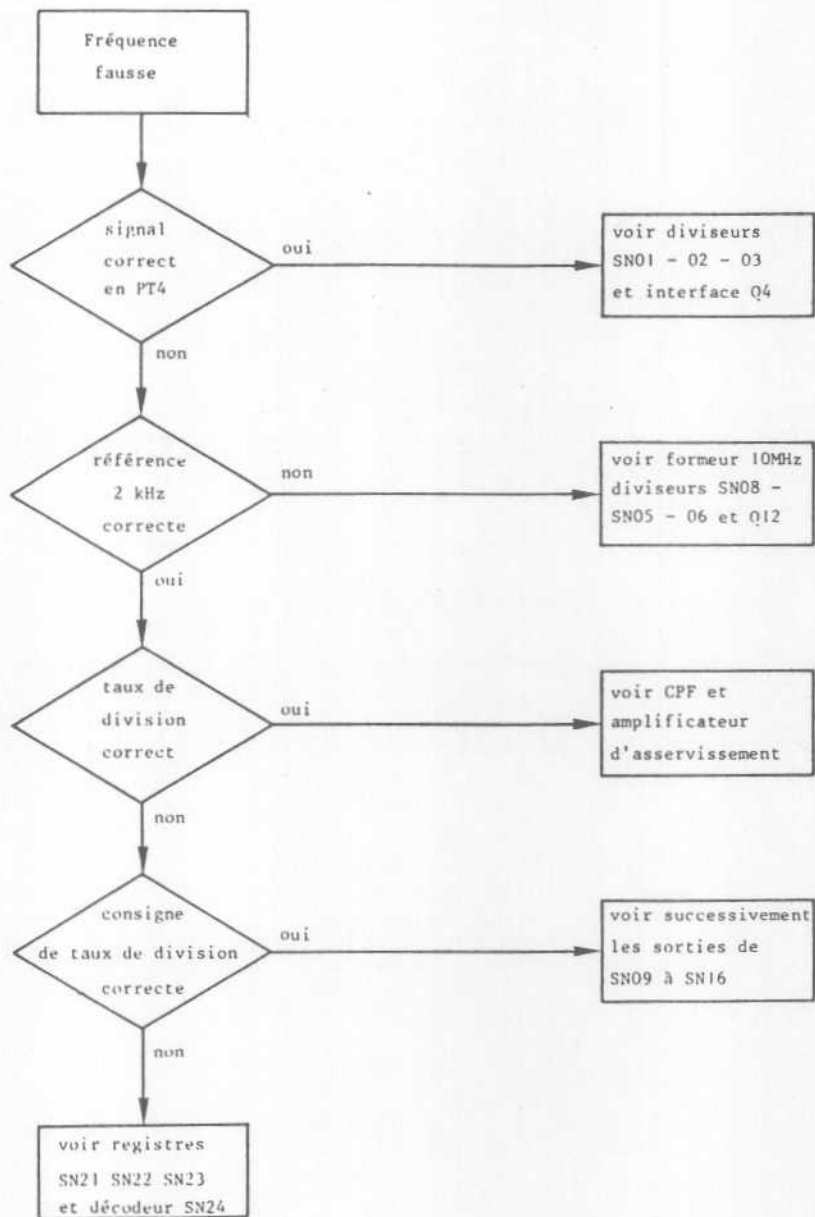 Fréquence
fausse
signal
correct
en PT4
oui
voir diviseurs
SN01 - 02 - 03
et interface Q4
non
référence
2 kHz
correcte
non
voir formeur 10MHz
diviseurs SN08 -
SN05 - 06 et Q12
oui
taux de
division
correct
oui
voir CPF et
amplificateur
d'asservissement
non
consigne
de taux de division
correcte
oui
voir successivement
les sorties de
SN09 à SN16
non
voir registres
SN21 SN22 SN23
et décodeur SN24